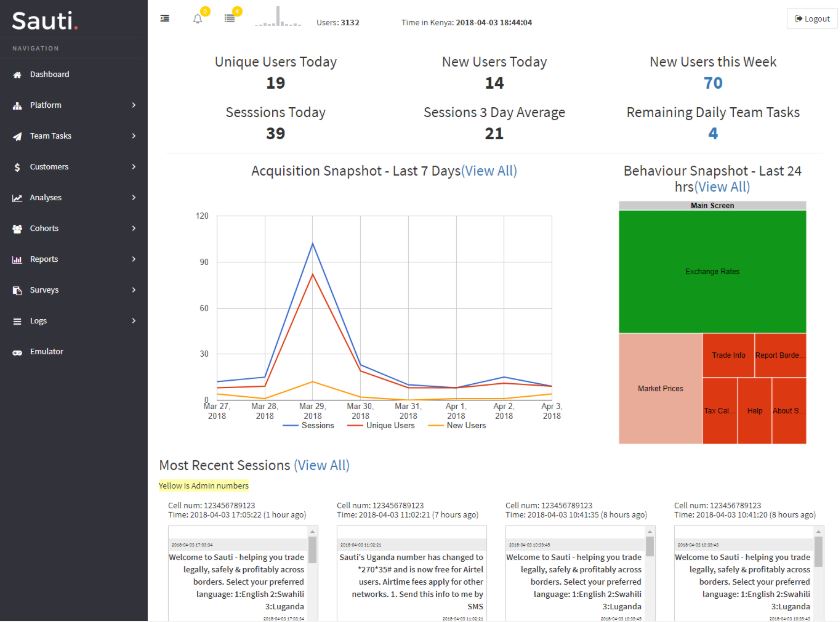 Sauti.
NAVIGATION
Dashboard
Platform
Team Tasks
Customers
Analyses
Cohorts
Reports
Surveys
Logs
Emulator
Users: 3132
Time in Kenya: 2018-04-03 18:44:04
Logout
Unique Users Today
19
New Users Today
14
New Users this Week
70
Sesssions Today
39
Sessions 3 Day Average
21
Remaining Daily Team Tasks
4
Acquisition Snapshot - Last 7 Days(View All)
120
90
60
30
0
Mar 27, 2018
Mar 28, 2018
Mar 29, 2018
Mar 30, 2018
Mar 31, 2018
Apr 1, 2018
Apr 2, 2018
Apr 3, 2018
Sessions
Unique Users
New Users
Behaviour Snapshot - Last 24
hrs(View All)
Main Screen
Exchange Rates
Market Prices
Trade Info
Report Borde...
Tax Cal...
Help
About S...
Most Recent Sessions (View All)
Yellow is Admin numbers
Cell num: 123456789123
Time: 2018-04-03 17:05:22 (1 hour ago)
Welcome to Sauti - helping you trade
legally, safely & profitably across
borders. Select your preferred
language: 1:English 2:Swahili
3:Luganda
Cell num: 123456789123
Time: 2018-04-03 11:02:21 (7 hours ago)
2018-04-03 11:02:21
Sauti's Uganda number has changed to
*270*35# and is now free for Airtel
users. Airtime fees apply for other
networks. 1. Send this info to me by
SMS
2018-04-03 11:02:21
Cell num: 123456789123
Time: 2018-04-03 10:41:35 (8 hours ago)
Welcome to Sauti - helping you trade
legally, safely & profitably across
borders. Select your preferred
language: 1:English 2:Swahili
3:Luganda
Cell num: 123456789123
Time: 2018-04-03 10:41:20 (8 hours ago)
Welcome to Sauti - helping you trade
legally, safely & profitably across
borders. Select your preferred
language: 1:English 2:Swahili
3:Luganda